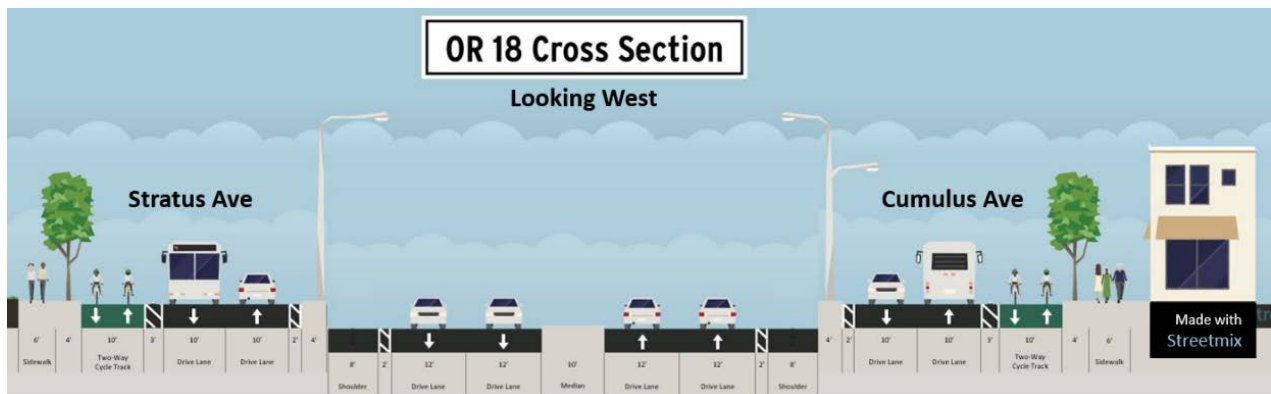 OR 18 Cross Section
Looking West
Stratus Ave
Cumulus Ave
Made with
Streetmix
6' 4' 10' 3' 10' 10' 2' 4'
Sidewalk Two-Way Cycle Track Drive Lane Drive Lane
8' 2' 12' 12' 10' 12' 12' 2' 8'
Shoulder Drive Lane Drive Lane Median Drive Lane Drive Lane Shoulder
4' 2' 10' 10' 3' 10' 4' 6'
Drive Lane Drive Lane Two-Way Cycle Track Sidewalk